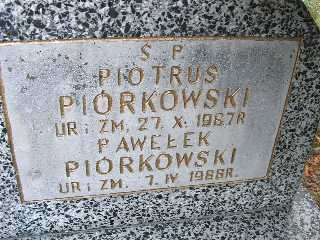 Ś P
PIOTRUŚ
PIÓRKOWSKI
UR i ZM. 27. X. 1967R
PAWEŁEK
PIÓRKOWSKI
UR i ZM. 7. IV 1966R.